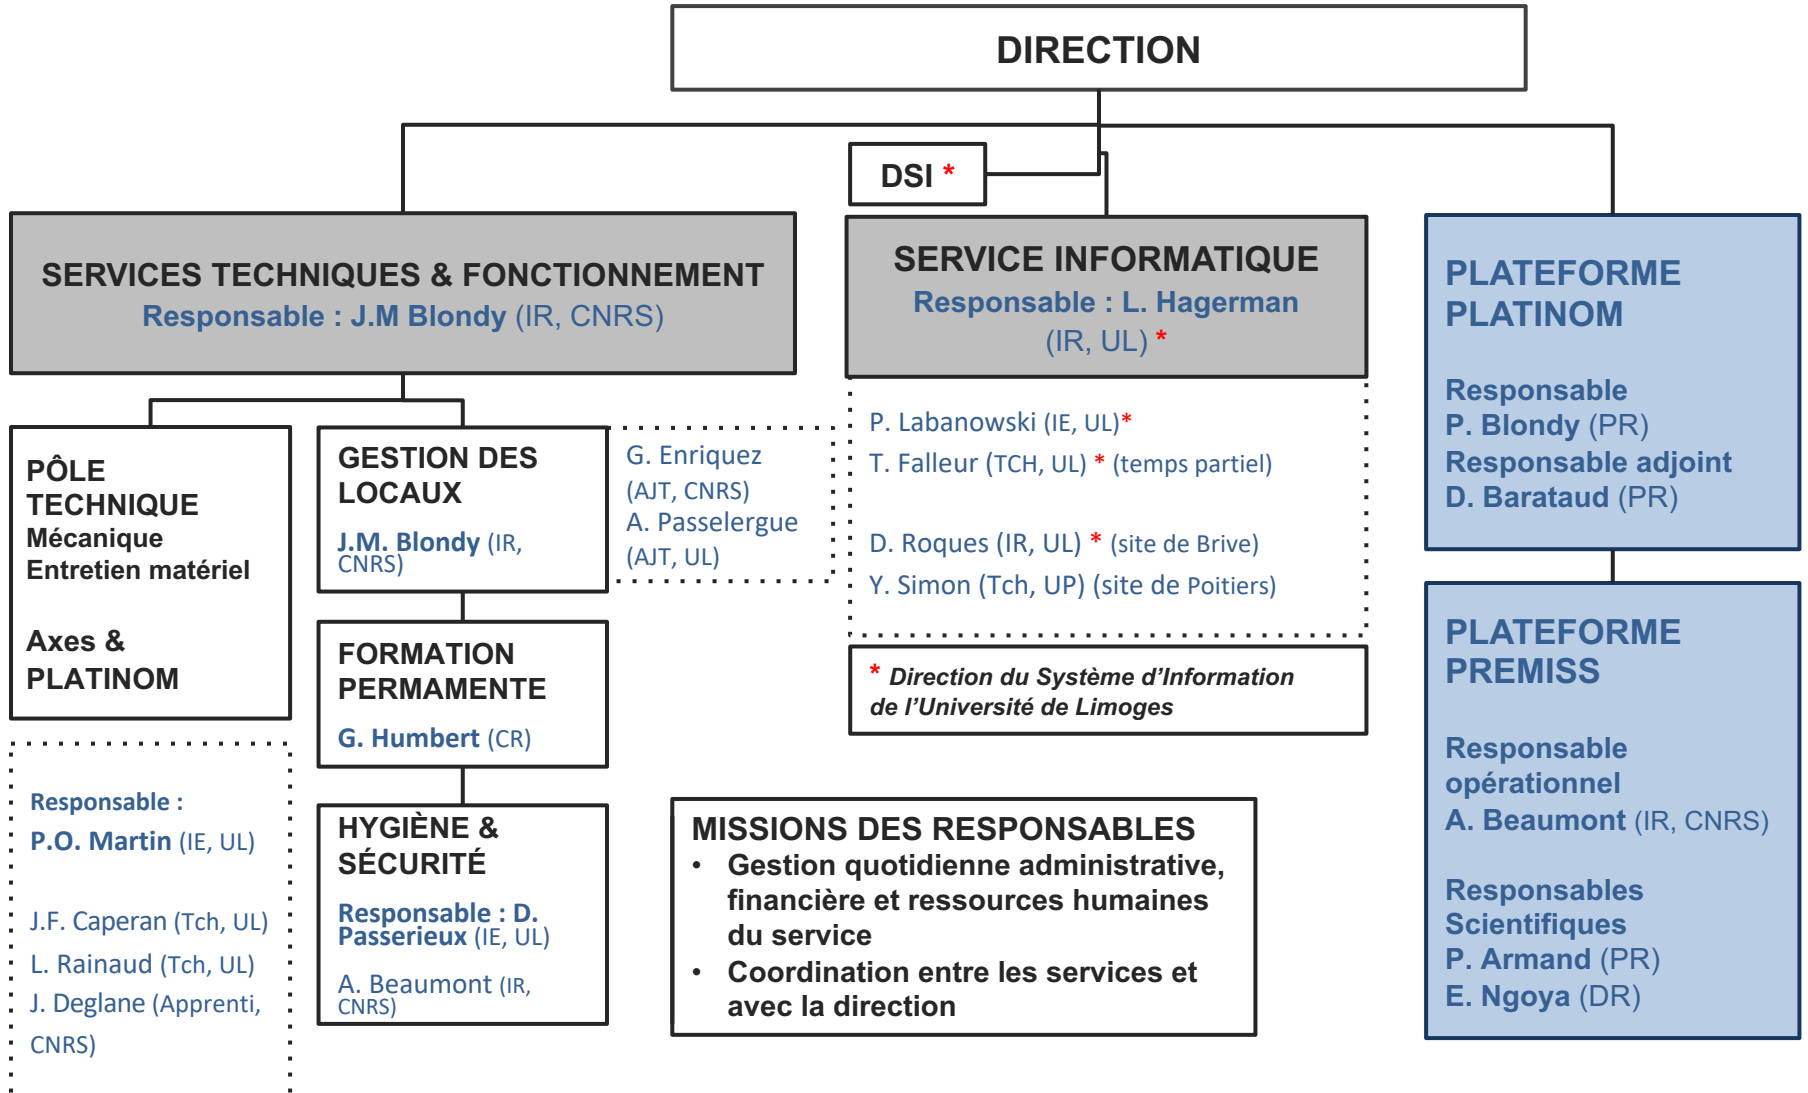 DIRECTION
DSI *
SERVICES TECHNIQUES & FONCTIONNEMENT
Responsable : J.M Blondy (IR, CNRS)
SERVICE INFORMATIQUE
Responsable : L. Hagerman
(IR, UL) *
PLATEFORME
PLATINOM
Responsable
P. Blondy (PR)
Responsable adjoint
D. Barataud (PR)
PÔLE
TECHNIQUE
Mécanique
Entretien matériel
Axes &
PLATINOM
GESTION DES
LOCAUX
J.M. Blondy (IR,
CNRS)
G. Enriquez
(AJT, CNRS)
A. Passelergue
(AJT, UL)
P. Labanowski (IE, UL)*
T. Falleur (TCH, UL) * (temps partiel)
D. Roques (IR, UL) * (site de Brive)
Y. Simon (Tch, UP) (site de Poitiers)
* Direction du Système d’Information
de l’Université de Limoges
FORMATION
PERMAMENTE
G. Humbert (CR)
PLATEFORME
PREMISS
Responsable
opérationnel
A. Beaumont (IR, CNRS)
Responsables
Scientifiques
P. Armand (PR)
E. Ngoya (DR)
Responsable :
P.O. Martin (IE, UL)
J.F. Caperan (Tch, UL)
L. Rainaud (Tch, UL)
J. Deglane (Apprenti,
CNRS)
HYGIÈNE &
SÉCURITÉ
Responsable : D.
Passerieux (IE, UL)
A. Beaumont (IR,
CNRS)
MISSIONS DES RESPONSABLES
• Gestion quotidienne administrative,
financière et ressources humaines
du service
• Coordination entre les services et
avec la direction